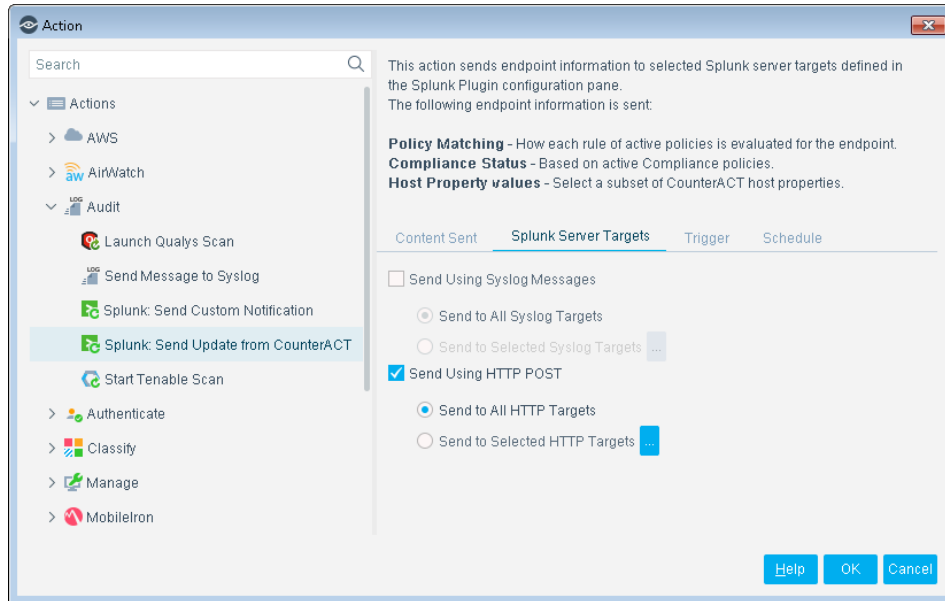 Action
Search
Actions
AWS
AirWatch
Audit
Launch Qualys Scan
Send Message to Syslog
Splunk: Send Custom Notification
Splunk: Send Update from CounterACT
Start Tenable Scan
Authenticate
Classify
Manage
MobileIron
This action sends endpoint information to selected Splunk server targets defined in
the Splunk Plugin configuration pane.
The following endpoint information is sent:
Policy Matching - How each rule of active policies is evaluated for the endpoint.
Compliance Status - Based on active Compliance policies.
Host Property values - Select a subset of CounterACT host properties.
Content Sent Splunk Server Targets Trigger Schedule
Send Using Syslog Messages
Send to All Syslog Targets
Send to Selected Syslog Targets ...
Send Using HTTP POST
Send to All HTTP Targets
Send to Selected HTTP Targets ...
Help OK Cancel